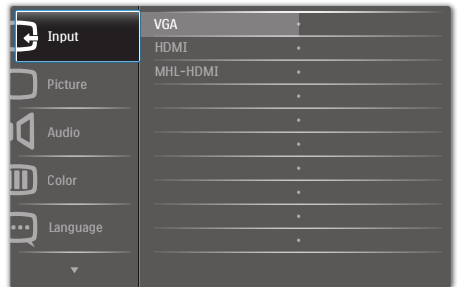 Input
Picture
Audio
Color
Language
VGA
HDMI
MHL-HDMI